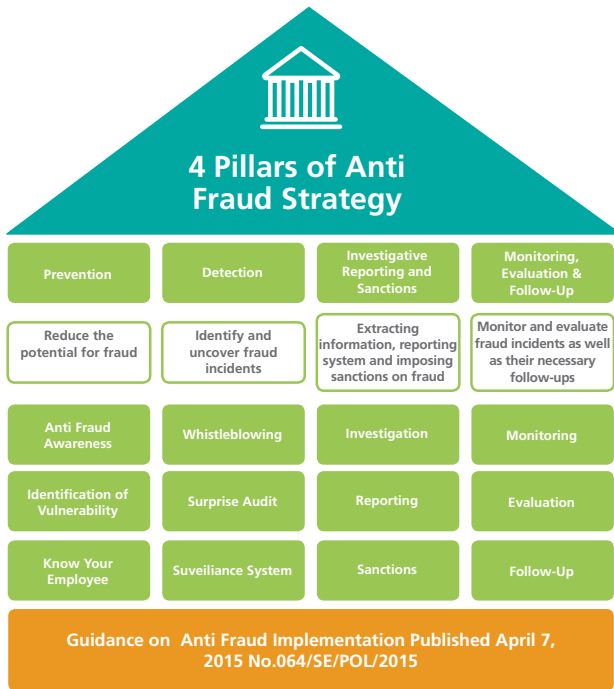 4 Pillars of Anti
Fraud Strategy
Prevention
Detection
Investigative
Reporting and
Sanctions
Monitoring,
Evaluation &
Follow-Up
Reduce the
potential for fraud
Identify and
uncover fraud
incidents
Extracting
information, reporting
system and imposing
sanctions on fraud
Monitor and evaluate
fraud incidents as well
as their necessary
follow-ups
Anti Fraud
Awareness
Whistleblowing
Investigation
Monitoring
Identification of
Vulnerability
Surprise Audit
Reporting
Evaluation
Know Your
Employee
Suveiliance System
Sanctions
Follow-Up
Guidance on Anti Fraud Implementation Published April 7,
2015 No.064/SE/POL/2015